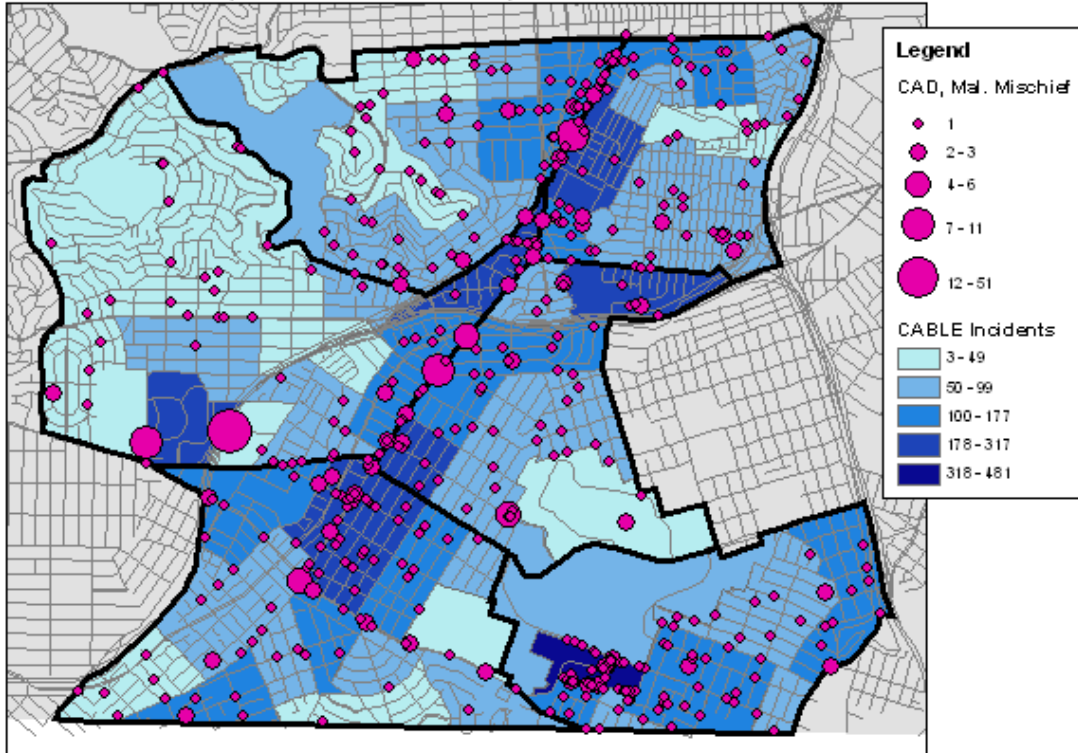 Legend
CAD, Mal. Mischief
1
2 - 3
4 - 6
7 - 11
12 - 51
CABLE Incidents
3 - 49
50 - 99
100 - 177
178 - 317
318 - 481